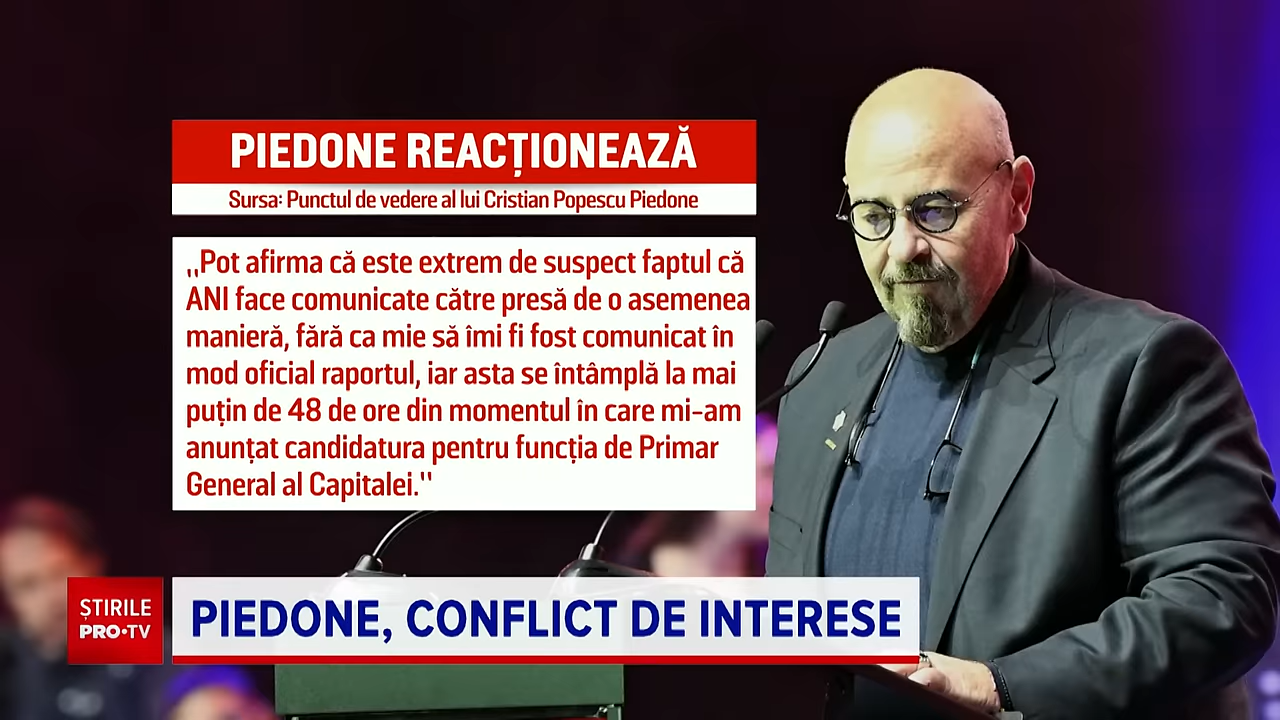 PIEDONE REACȚIONEAZĂ
Sursa: Punctul de vedere al lui Cristian Popescu Piedone
,,Pot afirma că este extrem de suspect faptul că
ANI face comunicate către presă de o asemenea
manieră, fără ca mie să îmi fi fost comunicat în
mod oficial raportul, iar asta se întâmplă la mai
puțin de 48 de ore din momentul în care mi-am
anunțat candidatura pentru funcția de Primar
General al Capitalei.''
ȘTIRILE
PRO•TV
PIEDONE, CONFLICT DE INTERESE